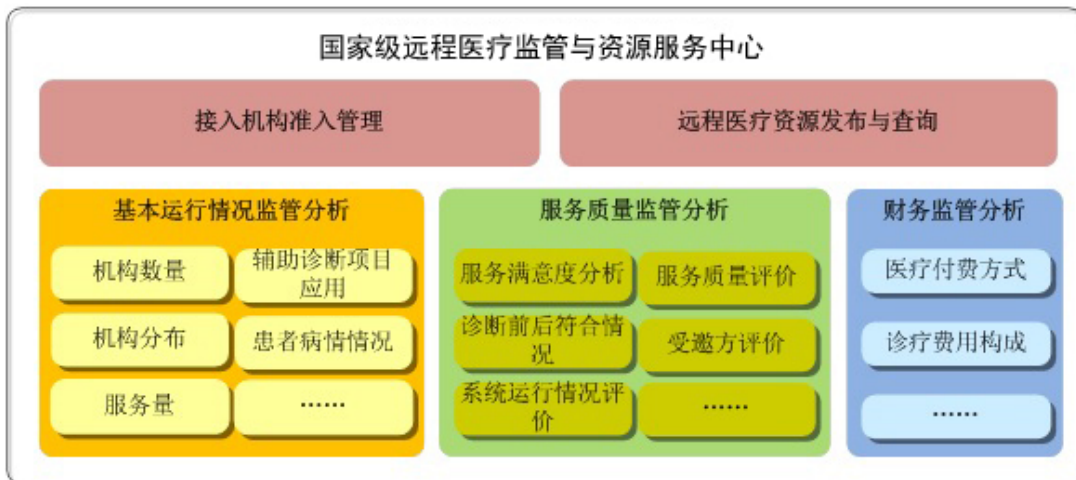 国家级远程医疗监管与资源服务中心
接入机构准入管理
远程医疗资源发布与查询
基本运行情况监管分析
机构数量
辅助诊断项目
应用
机构分布
患者病情情况
服务量
……
服务质量监管分析
服务满意度分析
服务质量评价
诊断前后符合情
况
受邀方评价
系统运行情况评
价
……
财务监管分析
医疗付费方式
诊疗费用构成
……